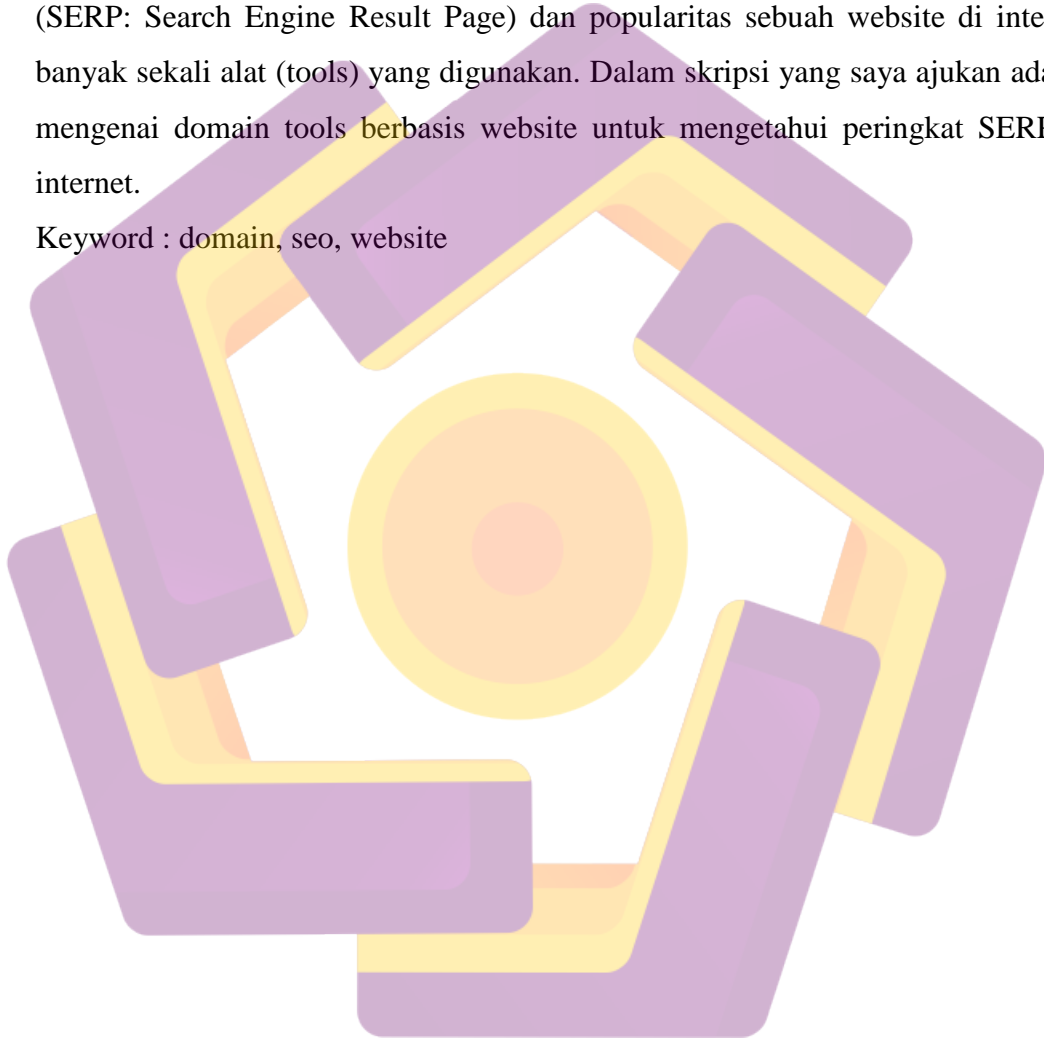 (SERP: Search Engine Result Page) dan popularitas sebuah website di inte
banyak sekali alat (tools) yang digunakan. Dalam skripsi yang saya ajukan ada
mengenai domain tools berbasis website untuk mengetahui peringkat SERP
internet.
Keyword : domain, seo, website